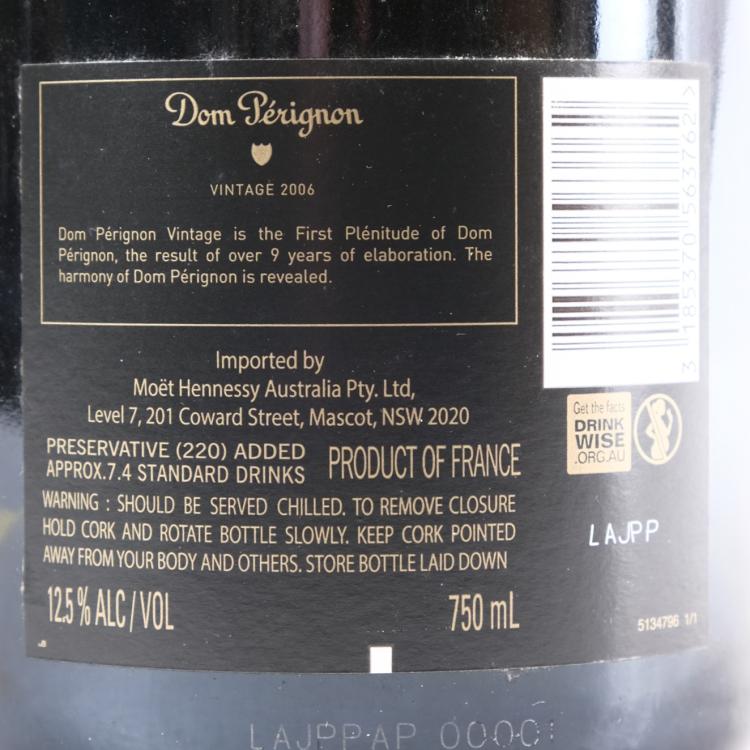 Dom Pérignon
VINTAGE 2006
Dom Pérignon Vintage is the First Plénitude of Dom
Pérignon, the result of over 9 years of elaboration. The
harmony of Dom Pérignon is revealed.
Imported by
Moët Hennessy Australia Pty. Ltd,
Level 7, 201 Coward Street, Mascot, NSW 2020
PRESERVATIVE (220) ADDED
APPROX.7.4 STANDARD DRINKS
PRODUCT OF FRANCE
WARNING : SHOULD BE SERVED CHILLED. TO REMOVE CLOSURE
HOLD CORK AND ROTATE BOTTLE SLOWLY. KEEP CORK POINTED
AWAY FROM YOUR BODY AND OTHERS. STORE BOTTLE LAID DOWN
12.5 % ALC / VOL
750 mL
3 185370 563762 >
Get the facts
DRINK
WISE
.ORG.AU
LAJPP
5134796 1/1
LAJPPAP